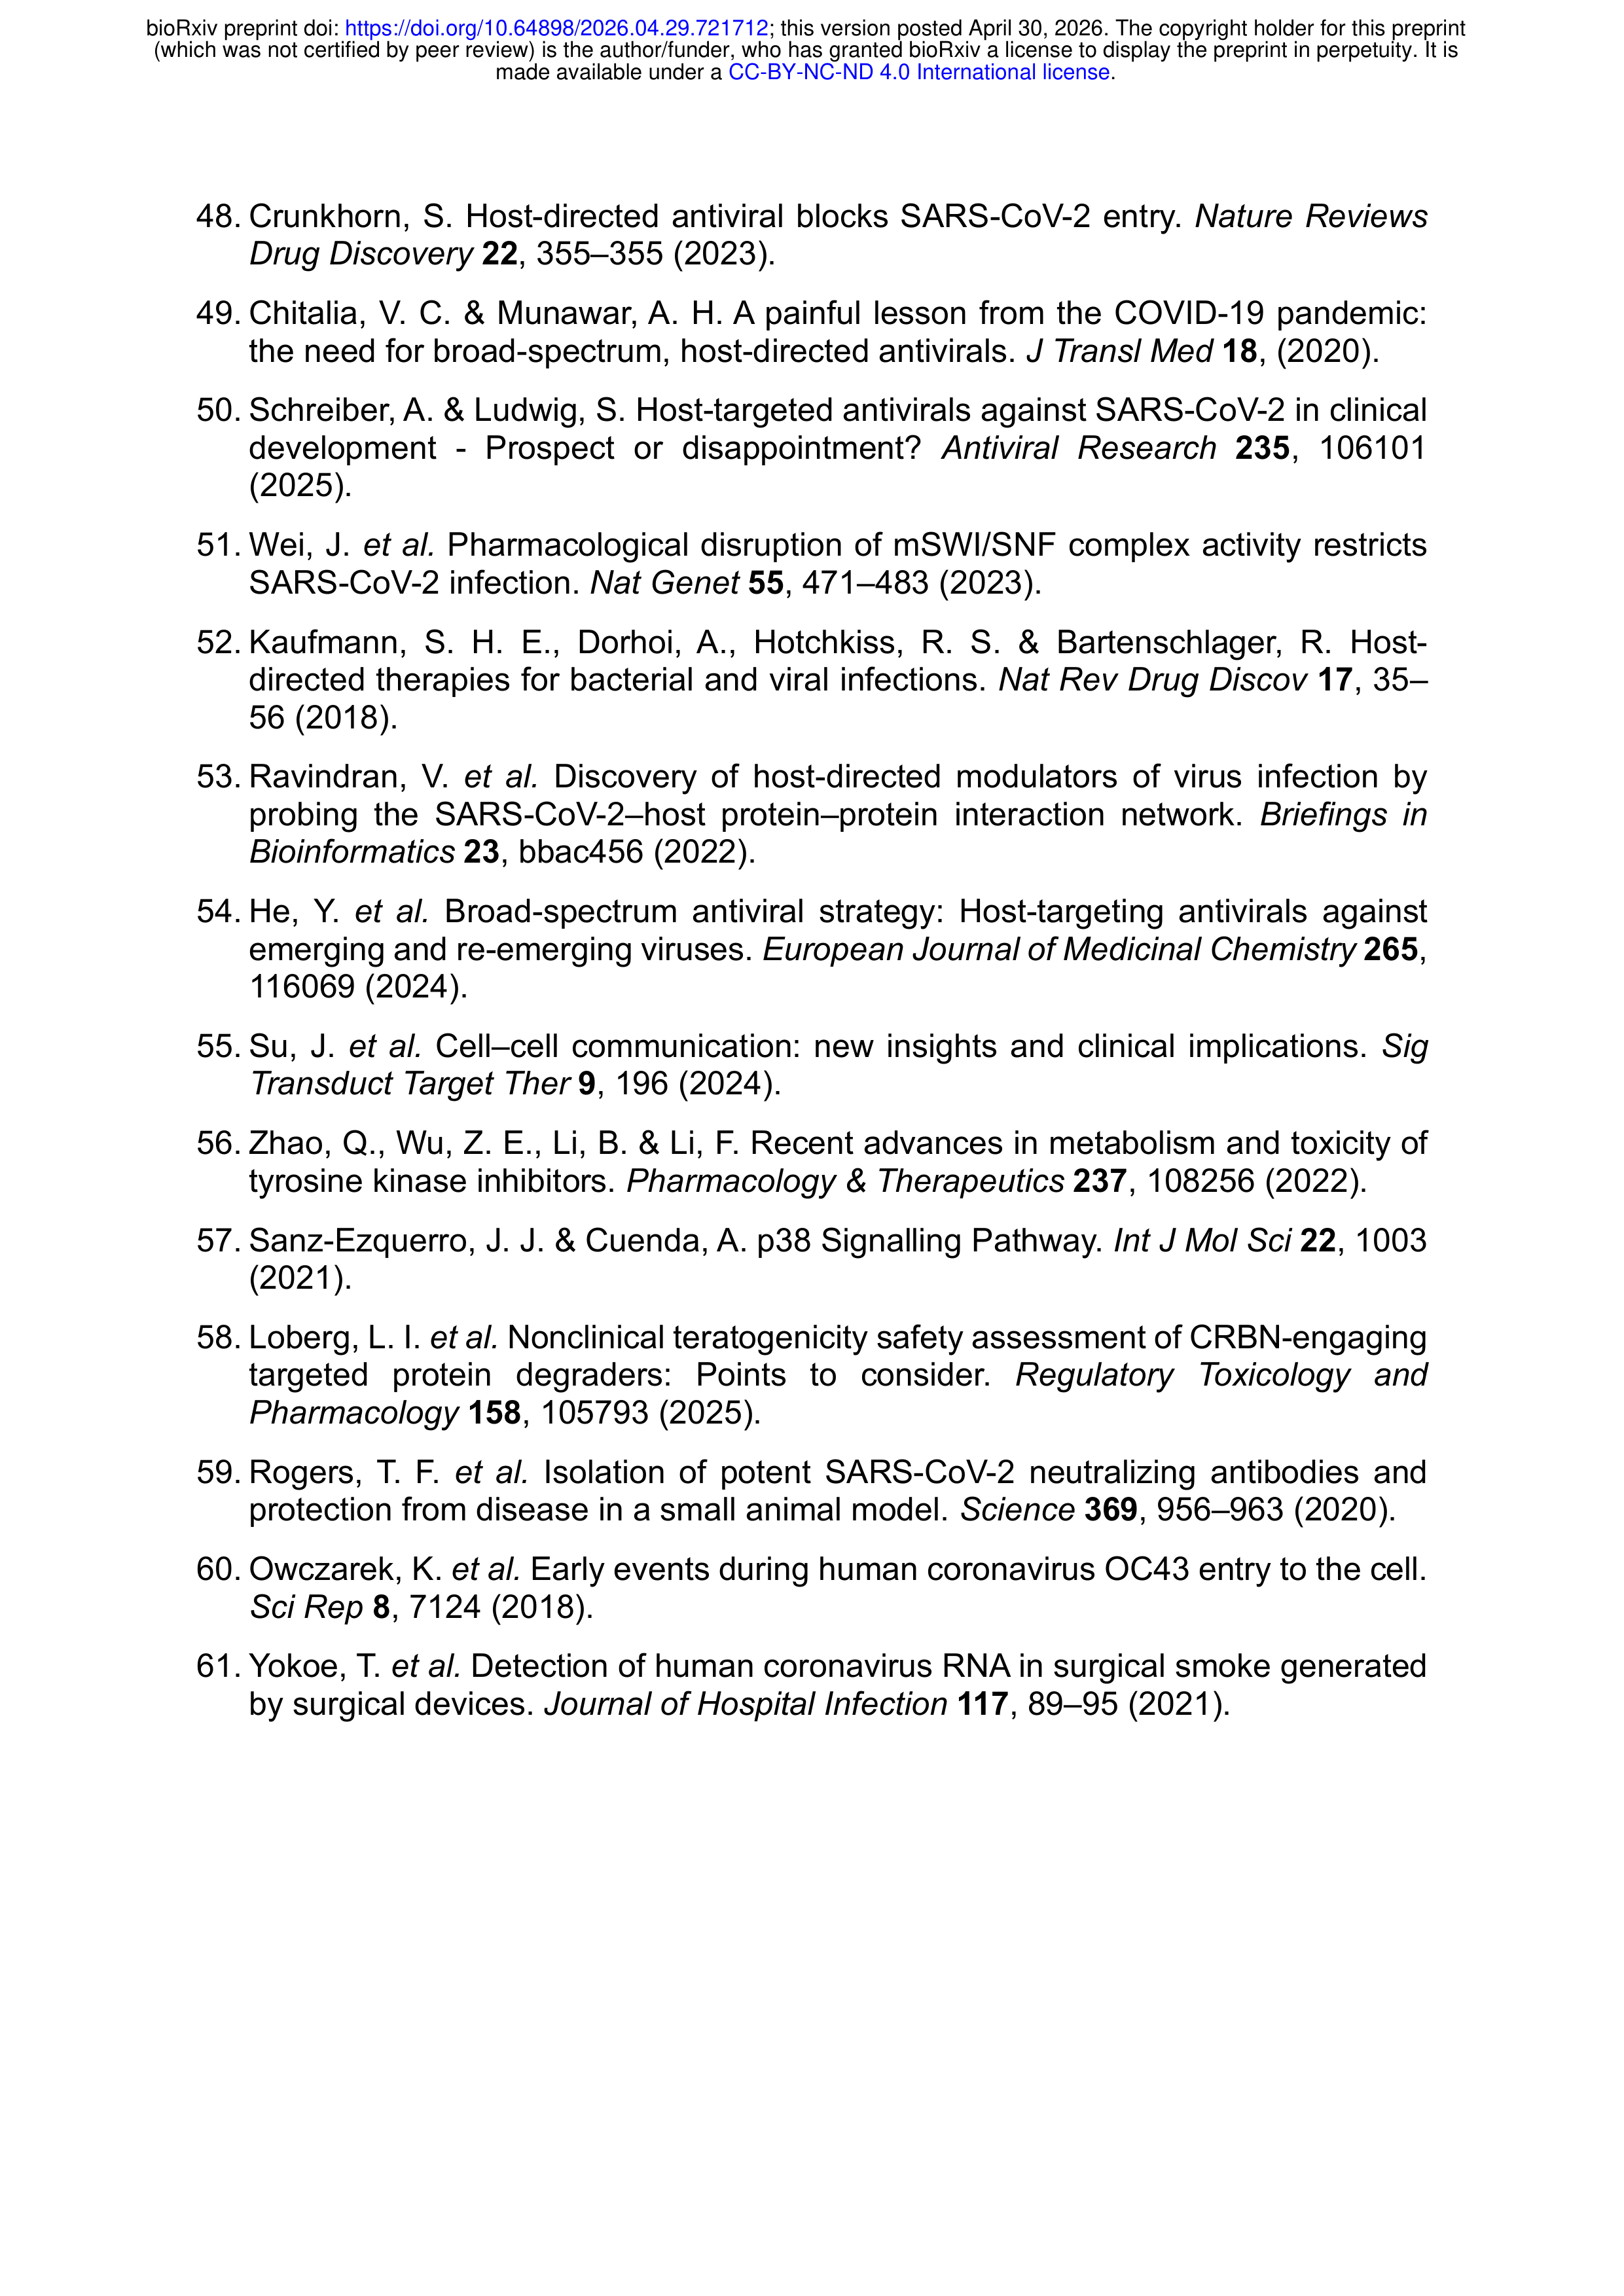 bioRxiv preprint doi: https://doi.org/10.64898/2026.04.29.721712; this version posted April 30, 2026. The copyright holder for this preprint
(which was not certified by peer review) is the author/funder, who has granted bioRxiv a license to display the preprint in perpetuity. It is
made available under a CC-BY-NC-ND 4.0 International license.
48. Crunkhorn, S. Host-directed antiviral blocks SARS-CoV-2 entry. Nature Reviews
Drug Discovery 22, 355–355 (2023).
49. Chitalia, V. C. & Munawar, A. H. A painful lesson from the COVID-19 pandemic:
the need for broad-spectrum, host-directed antivirals. J Transl Med 18, (2020).
50. Schreiber, A. & Ludwig, S. Host-targeted antivirals against SARS-CoV-2 in clinical
development - Prospect or disappointment? Antiviral Research 235, 106101
(2025).
51. Wei, J. et al. Pharmacological disruption of mSWI/SNF complex activity restricts
SARS-CoV-2 infection. Nat Genet 55, 471–483 (2023).
52. Kaufmann, S. H. E., Dorhoi, A., Hotchkiss, R. S. & Bartenschlager, R. Host-
directed therapies for bacterial and viral infections. Nat Rev Drug Discov 17, 35–
56 (2018).
53. Ravindran, V. et al. Discovery of host-directed modulators of virus infection by
probing the SARS-CoV-2–host protein–protein interaction network. Briefings in
Bioinformatics 23, bbac456 (2022).
54. He, Y. et al. Broad-spectrum antiviral strategy: Host-targeting antivirals against
emerging and re-emerging viruses. European Journal of Medicinal Chemistry 265,
116069 (2024).
55. Su, J. et al. Cell–cell communication: new insights and clinical implications. Sig
Transduct Target Ther 9, 196 (2024).
56. Zhao, Q., Wu, Z. E., Li, B. & Li, F. Recent advances in metabolism and toxicity of
tyrosine kinase inhibitors. Pharmacology & Therapeutics 237, 108256 (2022).
57. Sanz-Ezquerro, J. J. & Cuenda, A. p38 Signalling Pathway. Int J Mol Sci 22, 1003
(2021).
58. Loberg, L. I. et al. Nonclinical teratogenicity safety assessment of CRBN-engaging
targeted protein degraders: Points to consider. Regulatory Toxicology and
Pharmacology 158, 105793 (2025).
59. Rogers, T. F. et al. Isolation of potent SARS-CoV-2 neutralizing antibodies and
protection from disease in a small animal model. Science 369, 956–963 (2020).
60. Owczarek, K. et al. Early events during human coronavirus OC43 entry to the cell.
Sci Rep 8, 7124 (2018).
61. Yokoe, T. et al. Detection of human coronavirus RNA in surgical smoke generated
by surgical devices. Journal of Hospital Infection 117, 89–95 (2021).